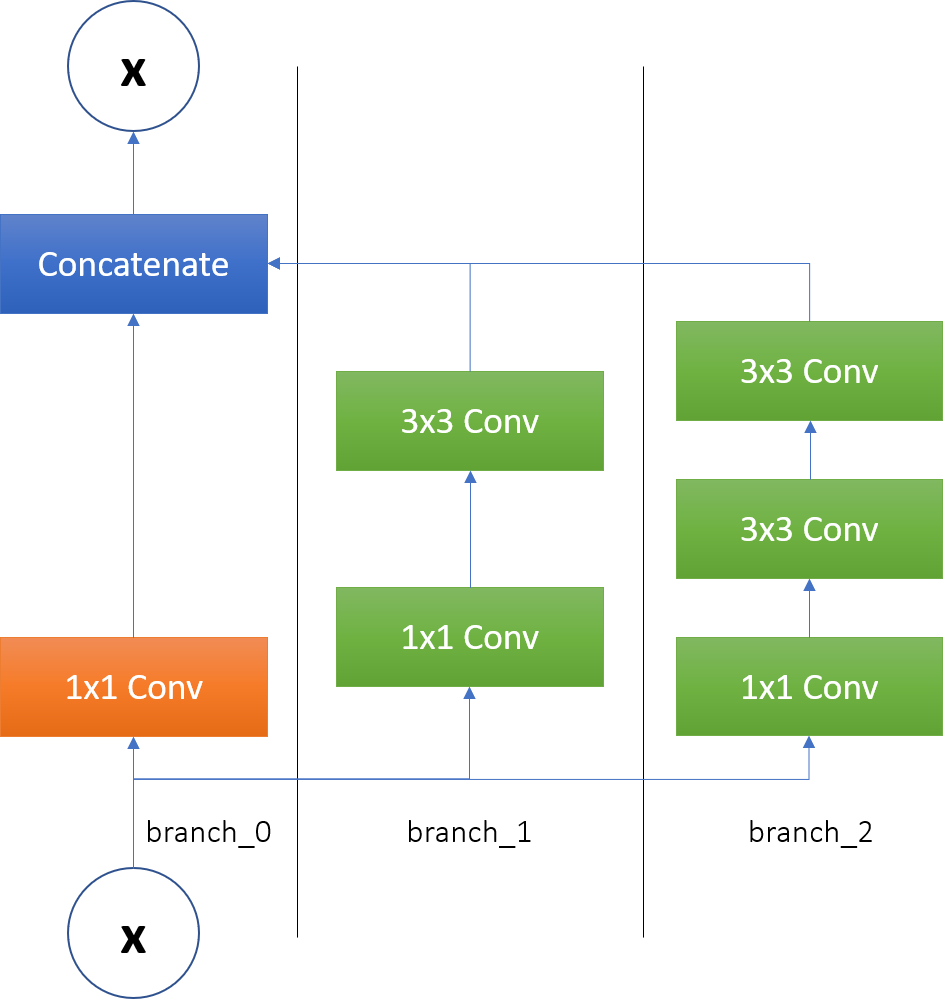 x
Concatenate
3x3 Conv
3x3 Conv
3x3 Conv
1x1 Conv
1x1 Conv
1x1 Conv
branch_0
branch_1
branch_2
x